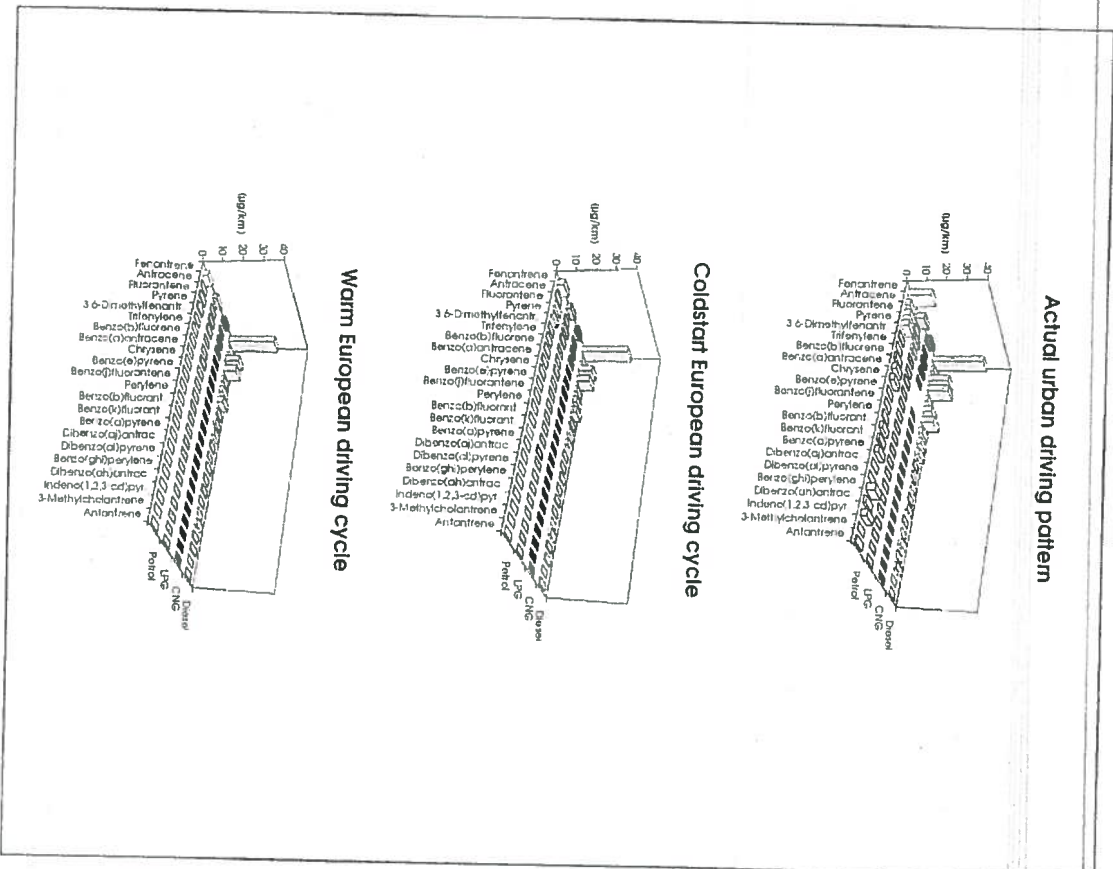 Actual urban driving pattern
(µg/km)
40
30
20
10
0
Fenantrene
Antracene
Fluorantene
Pyrene
3 6-Dimethylfenantr
Trifenylene
Benzo(b)fluorene
Benzo(a)antracene
Chrysene
Benzo(e)pyrene
Benzo(j)fluorantene
Perylene
Benzo(b)fluorant
Benzo(k)fluorant
Benzo(a)pyrene
Dibenzo(aj)antrac
Dibenzo(al)pyrene
Benzo(ghi)perylene
Dibenzo(ah)antrac
Indeno(1,2,3 cd)pyr
3-Methylcholantrene
Antantrene
Petrol
LPG
CNG
Diesel
Coldstart European driving cycle
(µg/km)
40
30
20
10
0
Fenantrene
Antracene
Fluorantene
Pyrene
3 6-Dimethylfenantr
Trifenylene
Benzo(b)fluorene
Benzo(a)antracene
Chrysene
Benzo(e)pyrene
Benzo(j)fluorantene
Perylene
Benzo(b)fluorant
Benzo(k)fluorant
Benzo(a)pyrene
Dibenzo(aj)antrac
Dibenzo(al)pyrene
Benzo(ghi)perylene
Dibenzo(ah)antrac
Indeno(1,2,3-cd)pyr
3-Methylcholantrene
Antantrene
Petrol
LPG
CNG
Diesel
Warm European driving cycle
(µg/km)
40
30
20
10
0
Fenantrene
Antracene
Fluorantene
Pyrene
3.6-Dimethylfenantr
Trifenylene
Benzo(b)fluorene
Benzo(a)antracene
Chrysene
Benzo(e)pyrene
Benzo(j)fluorantene
Perylene
Benzo(b)fluorant
Benzo(k)fluorant
Benzo(a)pyrene
Dibenzo(aj)antrac
Dibenzo(al)pyrene
Benzo(ghi)perylene
Dibenzo(ah)antrac
Indeno(1,2,3-cd)pyr.
3-Methylcholantrene
Antantrene
Petrol
LPG
CNG
Diesel